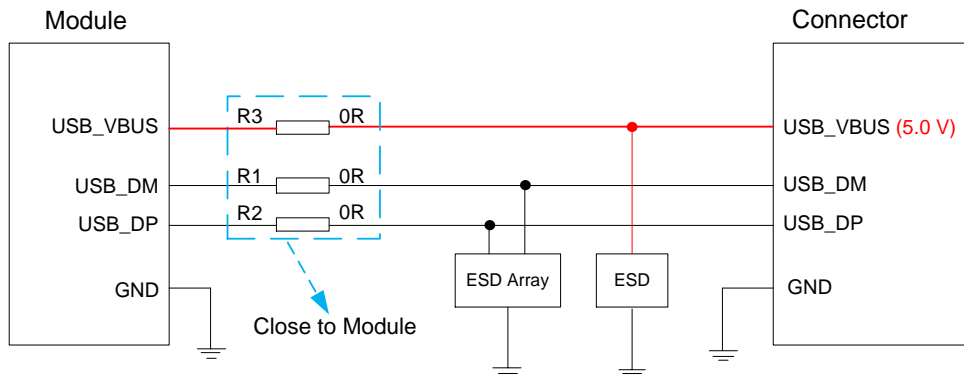 Module
Connector
USB_VBUS
R3
0R
USB_VBUS (5.0 V)
USB_DM
R1
0R
USB_DM
USB_DP
R2
0R
USB_DP
ESD Array
ESD
GND
GND
Close to Module